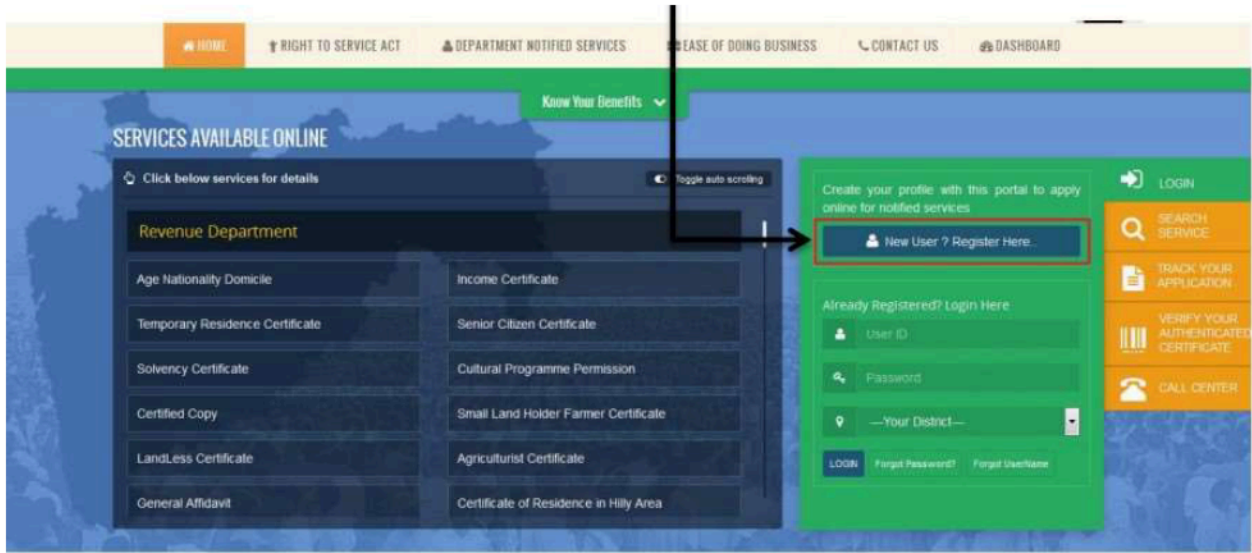 HOME
RIGHT TO SERVICE ACT
DEPARTMENT NOTIFIED SERVICES
EASE OF DOING BUSINESS
CONTACT US
DASHBOARD
Know Your Benefits
SERVICES AVAILABLE ONLINE
Click below services for details
Toggle auto scrolling
Revenue Department
Age Nationality Domicile
Income Certificate
Temporary Residence Certificate
Senior Citizen Certificate
Solvency Certificate
Cultural Programme Permission
Certified Copy
Small Land Holder Farmer Certificate
LandLess Certificate
Agriculturist Certificate
General Affidavit
Certificate of Residence in Hilly Area
Create your profile with this portal to apply
online for notified services
New User ? Register Here..
Already Registered? Login Here
User ID
Password
---Your District---
LOGIN
Forgot Password?
Forgot UserName
LOGIN
SEARCH
SERVICE
TRACK YOUR
APPLICATION
VERIFY YOUR
AUTHENTICATED
CERTIFICATE
CALL CENTER